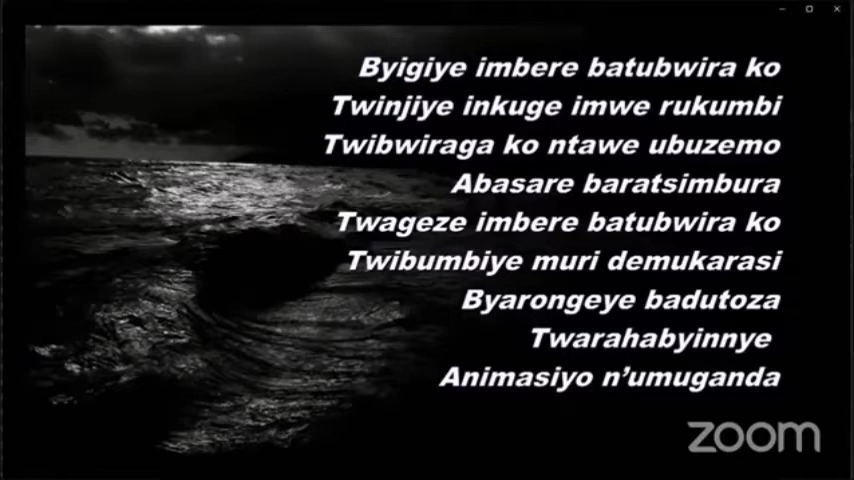 Byigiye imbere batubwira ko
Twinjiye inkuge imwe rukumbi
Twibwiraga ko ntawe ubuzemo
Abasare baratsimbura
Twageze imbere batubwira ko
Twibumbiye muri demukarasi
Byarongeye badutoza
Twarahabyinnye
Animasiyo n’umuganda
zoom